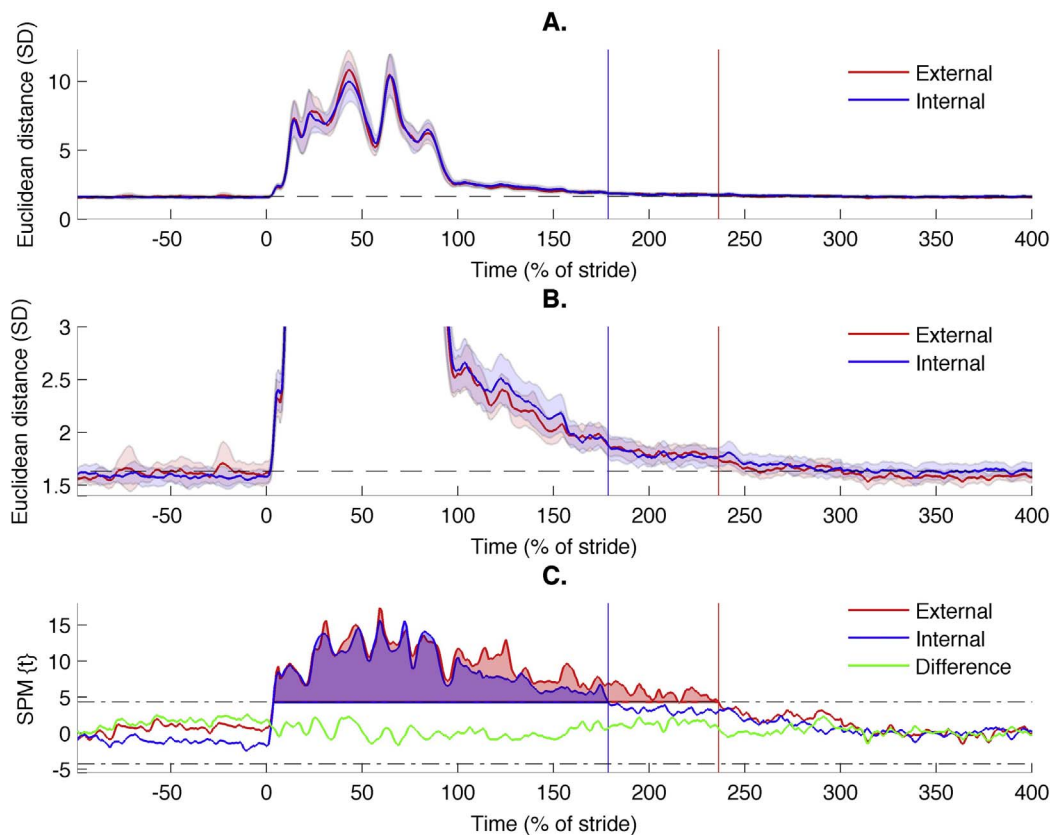 A.
Euclidean distance (SD)
10
5
0
External
Internal
-50 0 50 100 150 200 250 300 350 400
Time (% of stride)
B.
Euclidean distance (SD)
3
2.5
2
1.5
External
Internal
-50 0 50 100 150 200 250 300 350 400
Time (% of stride)
C.
SPM {t}
15
10
5
0
-5
External
Internal
Difference
-50 0 50 100 150 200 250 300 350 400
Time (% of stride)